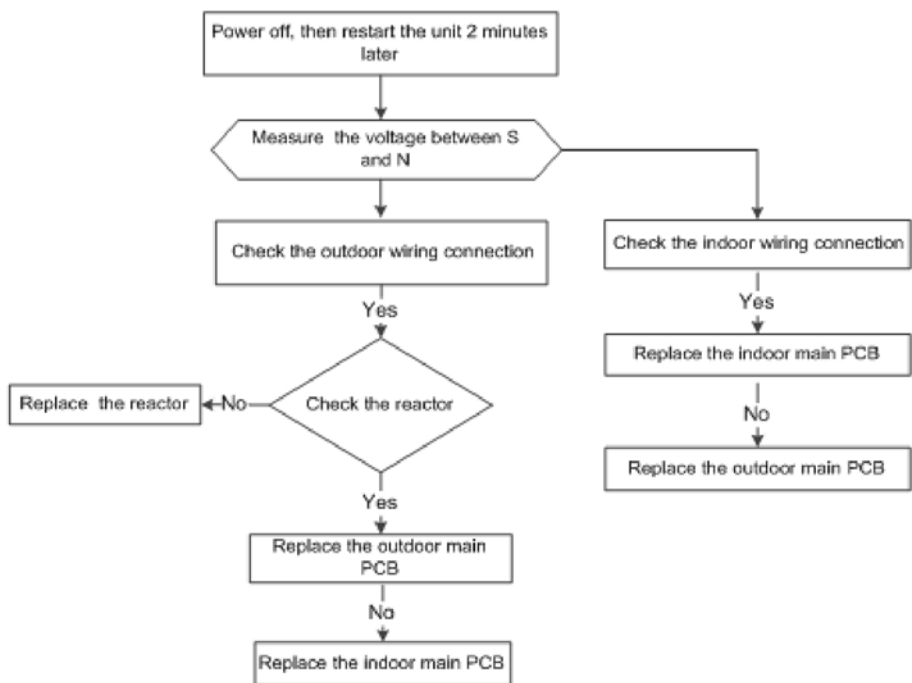 Power off, then restart the unit 2 minutes
later
Measure the voltage between S
and N
Check the outdoor wiring connection
Check the indoor wiring connection
Yes
Yes
Replace the indoor main PCB
Replace the reactor
No
Check the reactor
No
Replace the outdoor main PCB
Yes
Replace the outdoor main
PCB
No
Replace the indoor main PCB